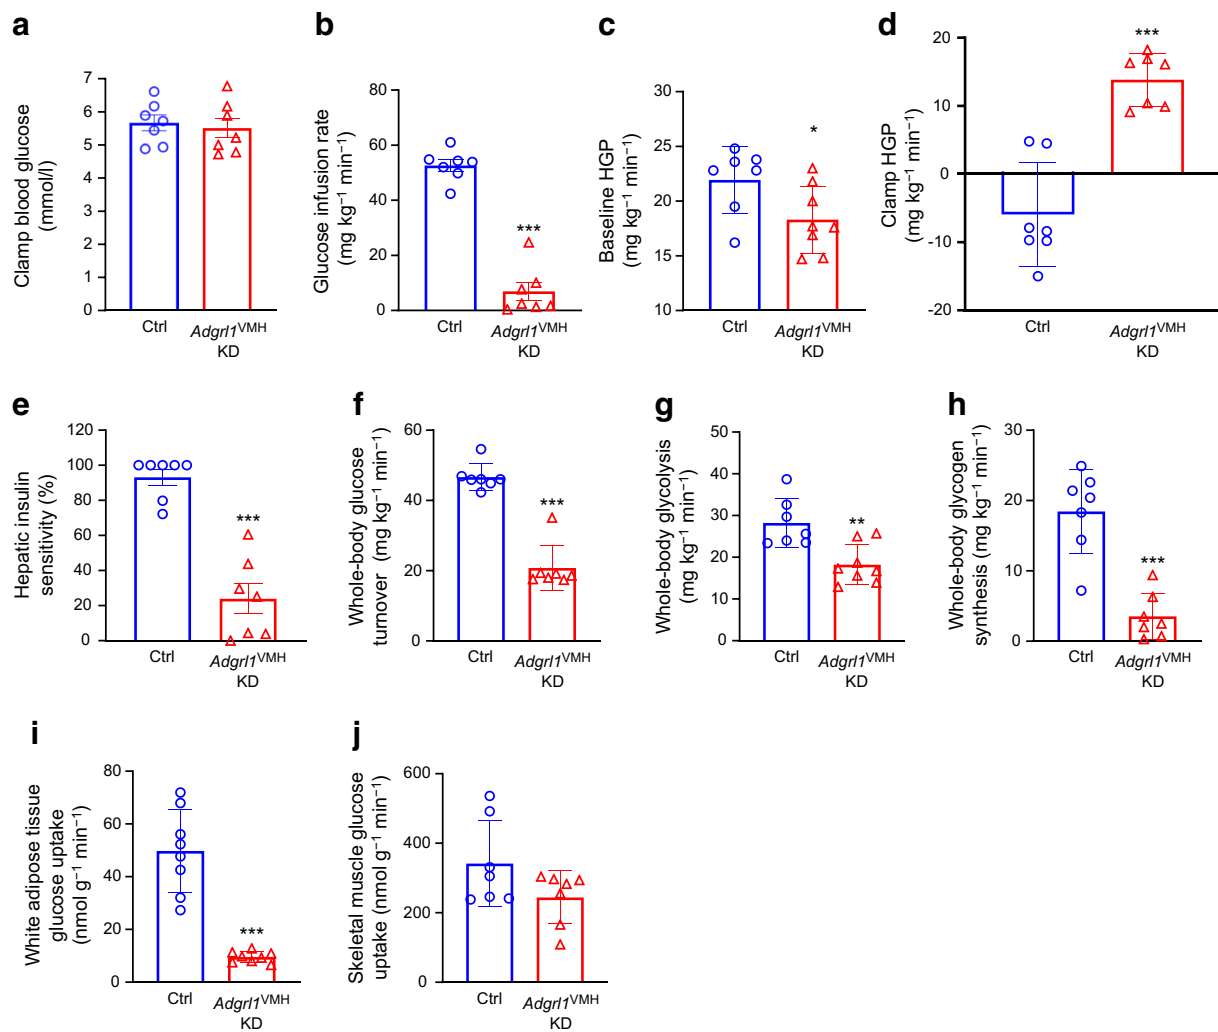 a
Clamp blood glucose
(mmol/l)
7
6
5
4
3
2
1
0
Ctrl
Adgrl1VMH
KD
b
Glucose infusion rate
(mg kg−1 min−1)
80
60
40
20
0
***
Ctrl
Adgrl1VMH
KD
c
Baseline HGP
(mg kg−1 min−1)
30
25
20
15
10
*
Ctrl
Adgrl1VMH
KD
d
Clamp HGP
(mg kg−1 min−1)
20
10
0
-10
-20
***
Ctrl
Adgrl1VMH
KD
e
Hepatic insulin
sensitivity (%)
120
100
80
60
40
20
0
***
Ctrl
Adgrl1VMH
KD
f
Whole-body glucose
turnover (mg kg−1 min−1)
60
40
20
0
***
Ctrl
Adgrl1VMH
KD
g
Whole-body glycolysis
(mg kg−1 min−1)
50
40
30
20
10
0
**
Ctrl
Adgrl1VMH
KD
h
Whole-body glycogen
synthesis (mg kg−1 min−1)
30
20
10
0
***
Ctrl
Adgrl1VMH
KD
i
White adipose tissue
glucose uptake
(nmol g−1 min−1)
80
60
40
20
0
***
Ctrl
Adgrl1VMH
KD
j
Skeletal muscle glucose
uptake (nmol g−1 min−1)
600
400
200
0
Ctrl
Adgrl1VMH
KD